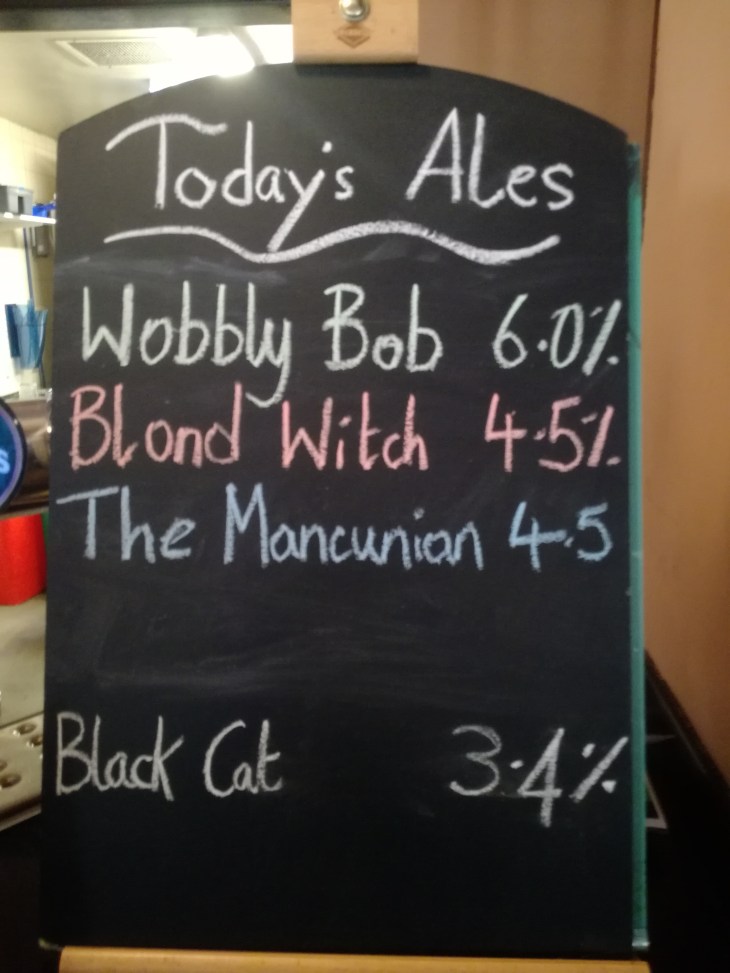 Today's Ales
Wobbly Bob 6.0%
Blond Witch 4.5%
The Mancunian 4.5
Black Cat 3.4%
s